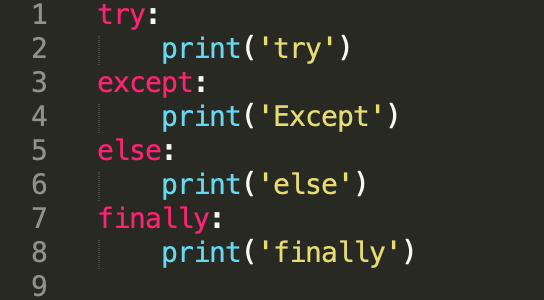 1 try:
2     print('try')
3 except:
4     print('Except')
5 else:
6     print('else')
7 finally:
8     print('finally')
9